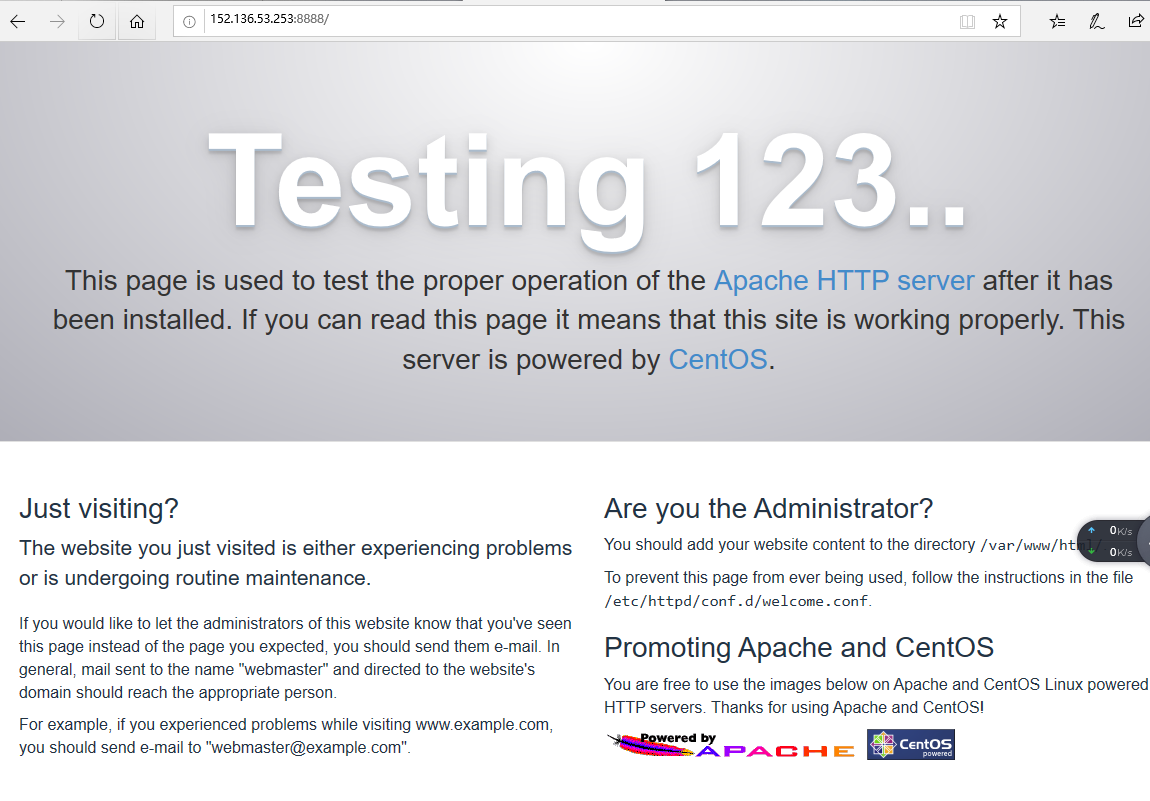 152.136.53.253:8888/
Testing 123..
This page is used to test the proper operation of the Apache HTTP server after it has
been installed. If you can read this page it means that this site is working properly. This
server is powered by CentOS.
Just visiting?
The website you just visited is either experiencing problems
or is undergoing routine maintenance.
If you would like to let the administrators of this website know that you've seen
this page instead of the page you expected, you should send them e-mail. In
general, mail sent to the name "webmaster" and directed to the website's
domain should reach the appropriate person.
For example, if you experienced problems while visiting www.example.com,
you should send e-mail to "webmaster@example.com".
Are you the Administrator?
You should add your website content to the directory /var/www/html/.
0K/s
0K/s
To prevent this page from ever being used, follow the instructions in the file
/etc/httpd/conf.d/welcome.conf.
Promoting Apache and CentOS
You are free to use the images below on Apache and CentOS Linux powered
HTTP servers. Thanks for using Apache and CentOS!
Powered by
APACHE
CentOS
powered